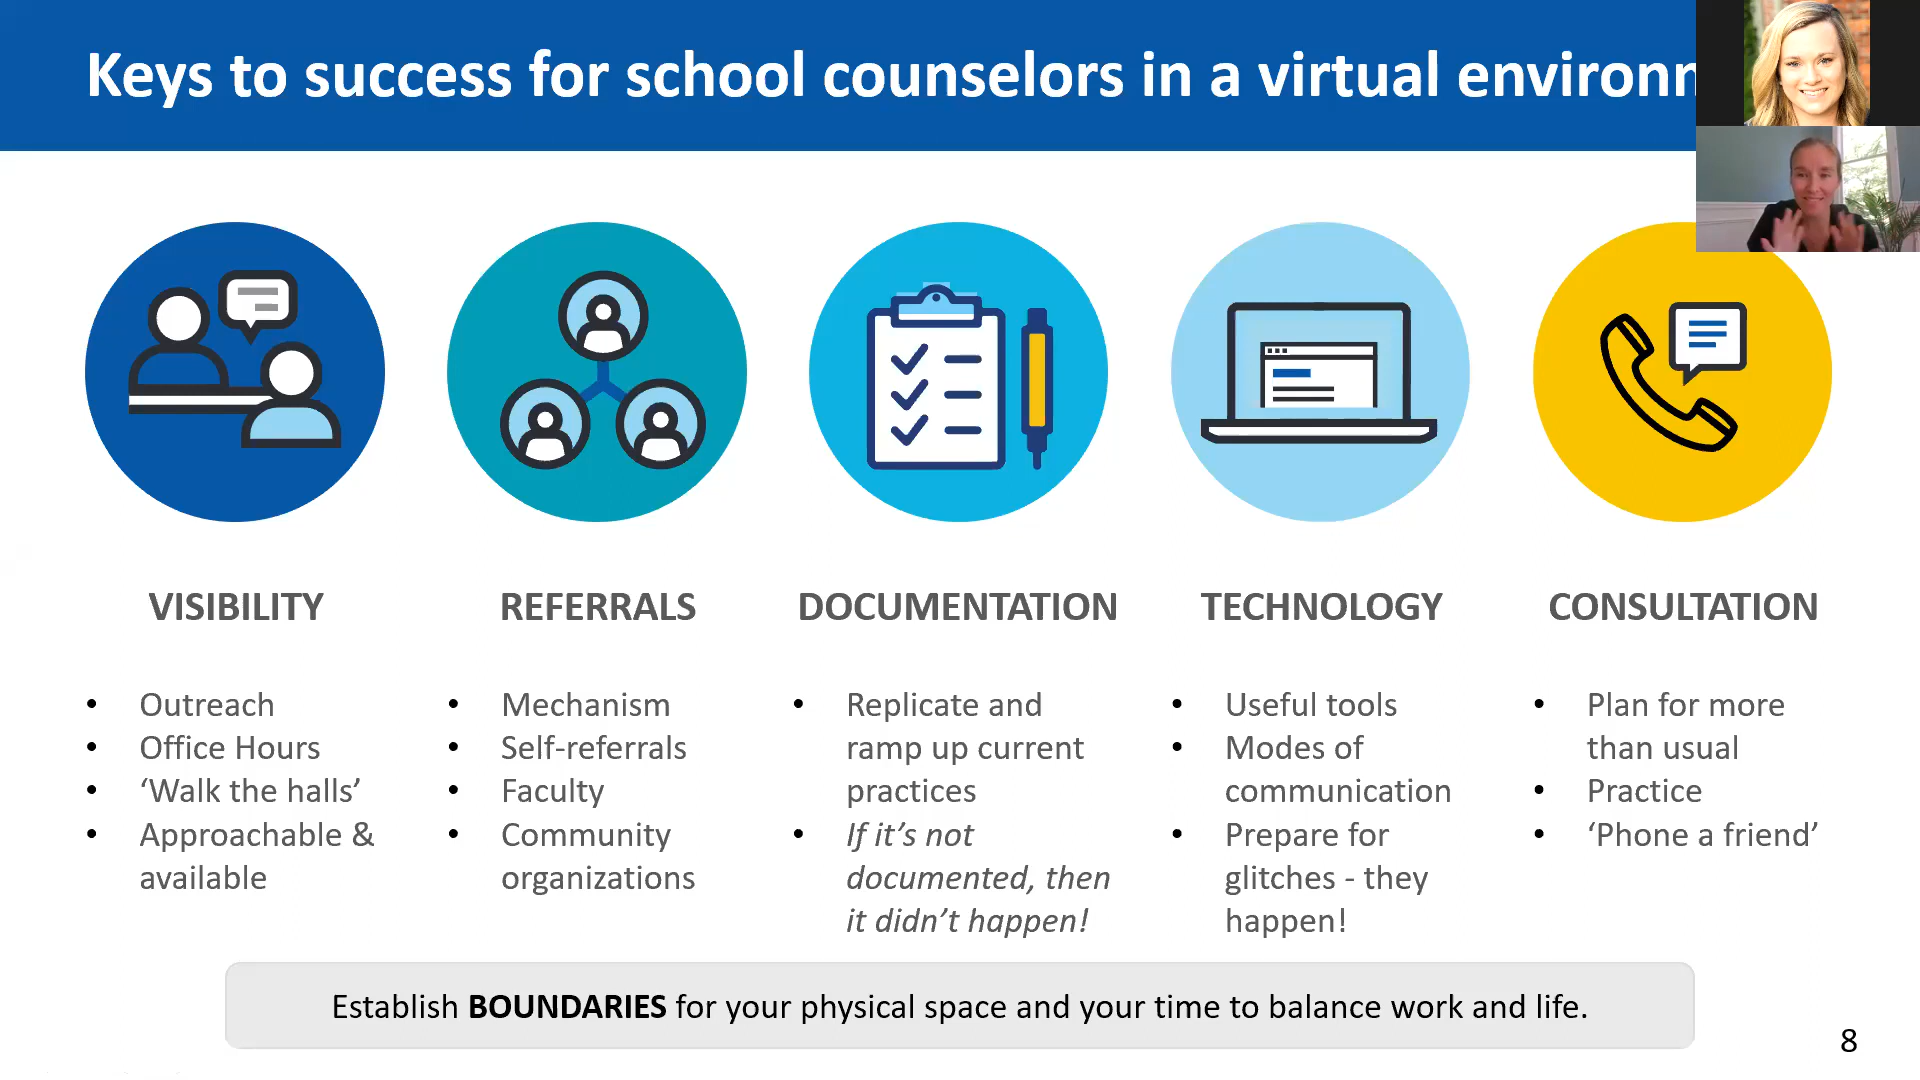 Keys to success for school counselors in a virtual
VISIBILITY
• Outreach
• Office Hours
• ‘Walk the halls’
• Approachable &
available
REFERRALS
• Mechanism
• Self-referrals
• Faculty
• Community
organizations
DOCUMENTATION
• Replicate and
ramp up current
practices
• If it’s not
documented, then
it didn’t happen!
TECHNOLOGY
• Useful tools
• Modes of
communication
• Prepare for
glitches - they
happen!
CONSULTATION
• Plan for more
than usual
• Practice
• ‘Phone a friend’
Establish BOUNDARIES for your physical space and your time to balance work and life.
8